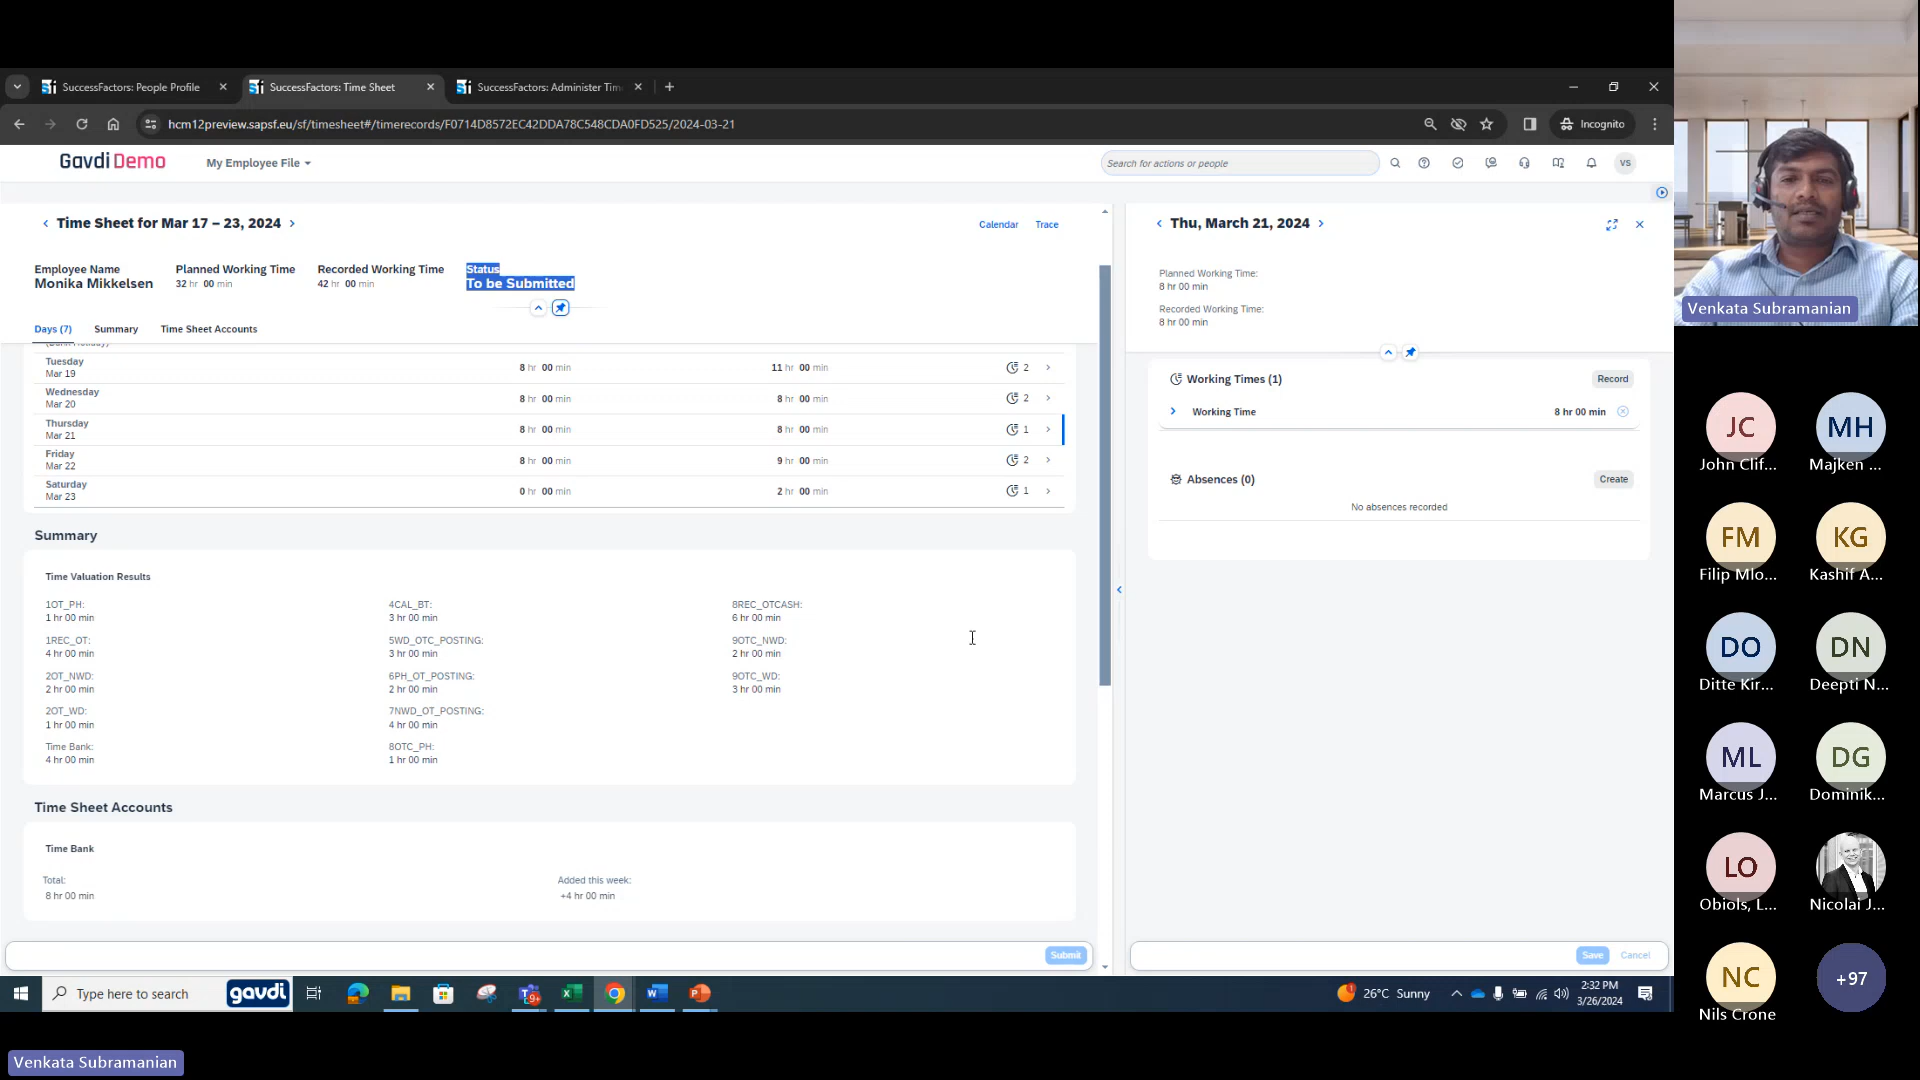 SuccessFactors: People Profile
SuccessFactors: Time Sheet
SuccessFactors: Administer Tim
hcm12preview.sapsf.eu/sf/timesheet#/timerecords/F0714D8572EC42DDA78C548CDA0FD525/2024-03-21
Incognito
Gavdi Demo
My Employee File
Search for actions or people
VS
Time Sheet for Mar 17 – 23, 2024
Calendar
Trace
Employee Name
Monika Mikkelsen
Planned Working Time
32 hr 00 min
Recorded Working Time
42 hr 00 min
Status
To be Submitted
Days (7)
Summary
Time Sheet Accounts
Tuesday
Mar 19
8 hr 00 min
11 hr 00 min
2
Wednesday
Mar 20
8 hr 00 min
8 hr 00 min
2
Thursday
Mar 21
8 hr 00 min
8 hr 00 min
1
Friday
Mar 22
8 hr 00 min
9 hr 00 min
2
Saturday
Mar 23
0 hr 00 min
2 hr 00 min
1
Summary
Time Valuation Results
1OT_PH:
1 hr 00 min
1REC_OT:
4 hr 00 min
2OT_NWD:
2 hr 00 min
2OT_WD:
1 hr 00 min
Time Bank:
4 hr 00 min
4CAL_BT:
3 hr 00 min
5WD_OTC_POSTING:
3 hr 00 min
6PH_OT_POSTING:
2 hr 00 min
7NWD_OT_POSTING:
4 hr 00 min
8OTC_PH:
1 hr 00 min
8REC_OTCASH:
6 hr 00 min
9OTC_NWD:
2 hr 00 min
9OTC_WD:
3 hr 00 min
Time Sheet Accounts
Time Bank
Total:
8 hr 00 min
Added this week:
+4 hr 00 min
Submit
Thu, March 21, 2024
Planned Working Time:
8 hr 00 min
Recorded Working Time:
8 hr 00 min
Working Times (1)
Record
Working Time
8 hr 00 min
Absences (0)
Create
No absences recorded
Save
Cancel
Type here to search
gavdi
9+
1
26°C Sunny
2:32 PM
3/26/2024
Venkata Subramanian
Venkata Subramanian
JC
John Clif...
MH
Majken ...
FM
Filip Mlo...
KG
Kashif A...
DO
Ditte Kir...
DN
Deepti N...
ML
Marcus J...
DG
Dominik...
LO
Obiols, L...
Nicolai J...
NC
Nils Crone
+97